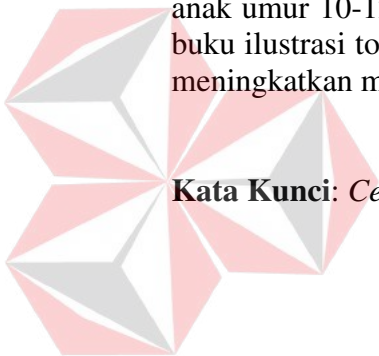 anak umur 10-1
buku ilustrasi to
meningkatkan m
Kata Kunci: Ce